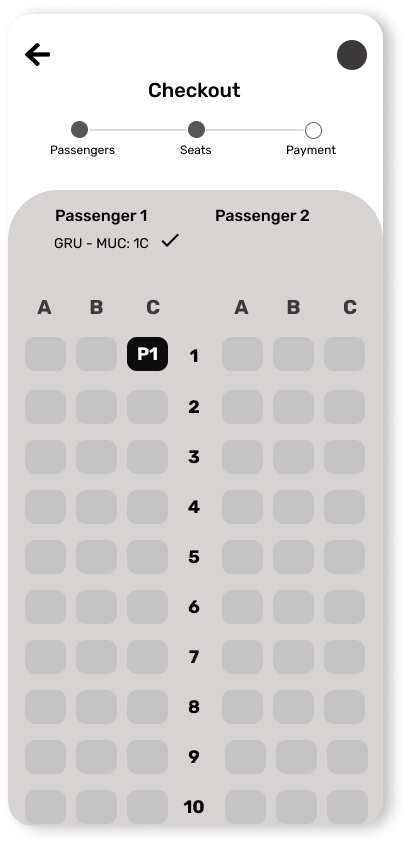 Checkout
Passengers Seats Payment
Passenger 1 Passenger 2
GRU - MUC: 1C
A B C A B C
P1 1
2
3
4
5
6
7
8
9
10